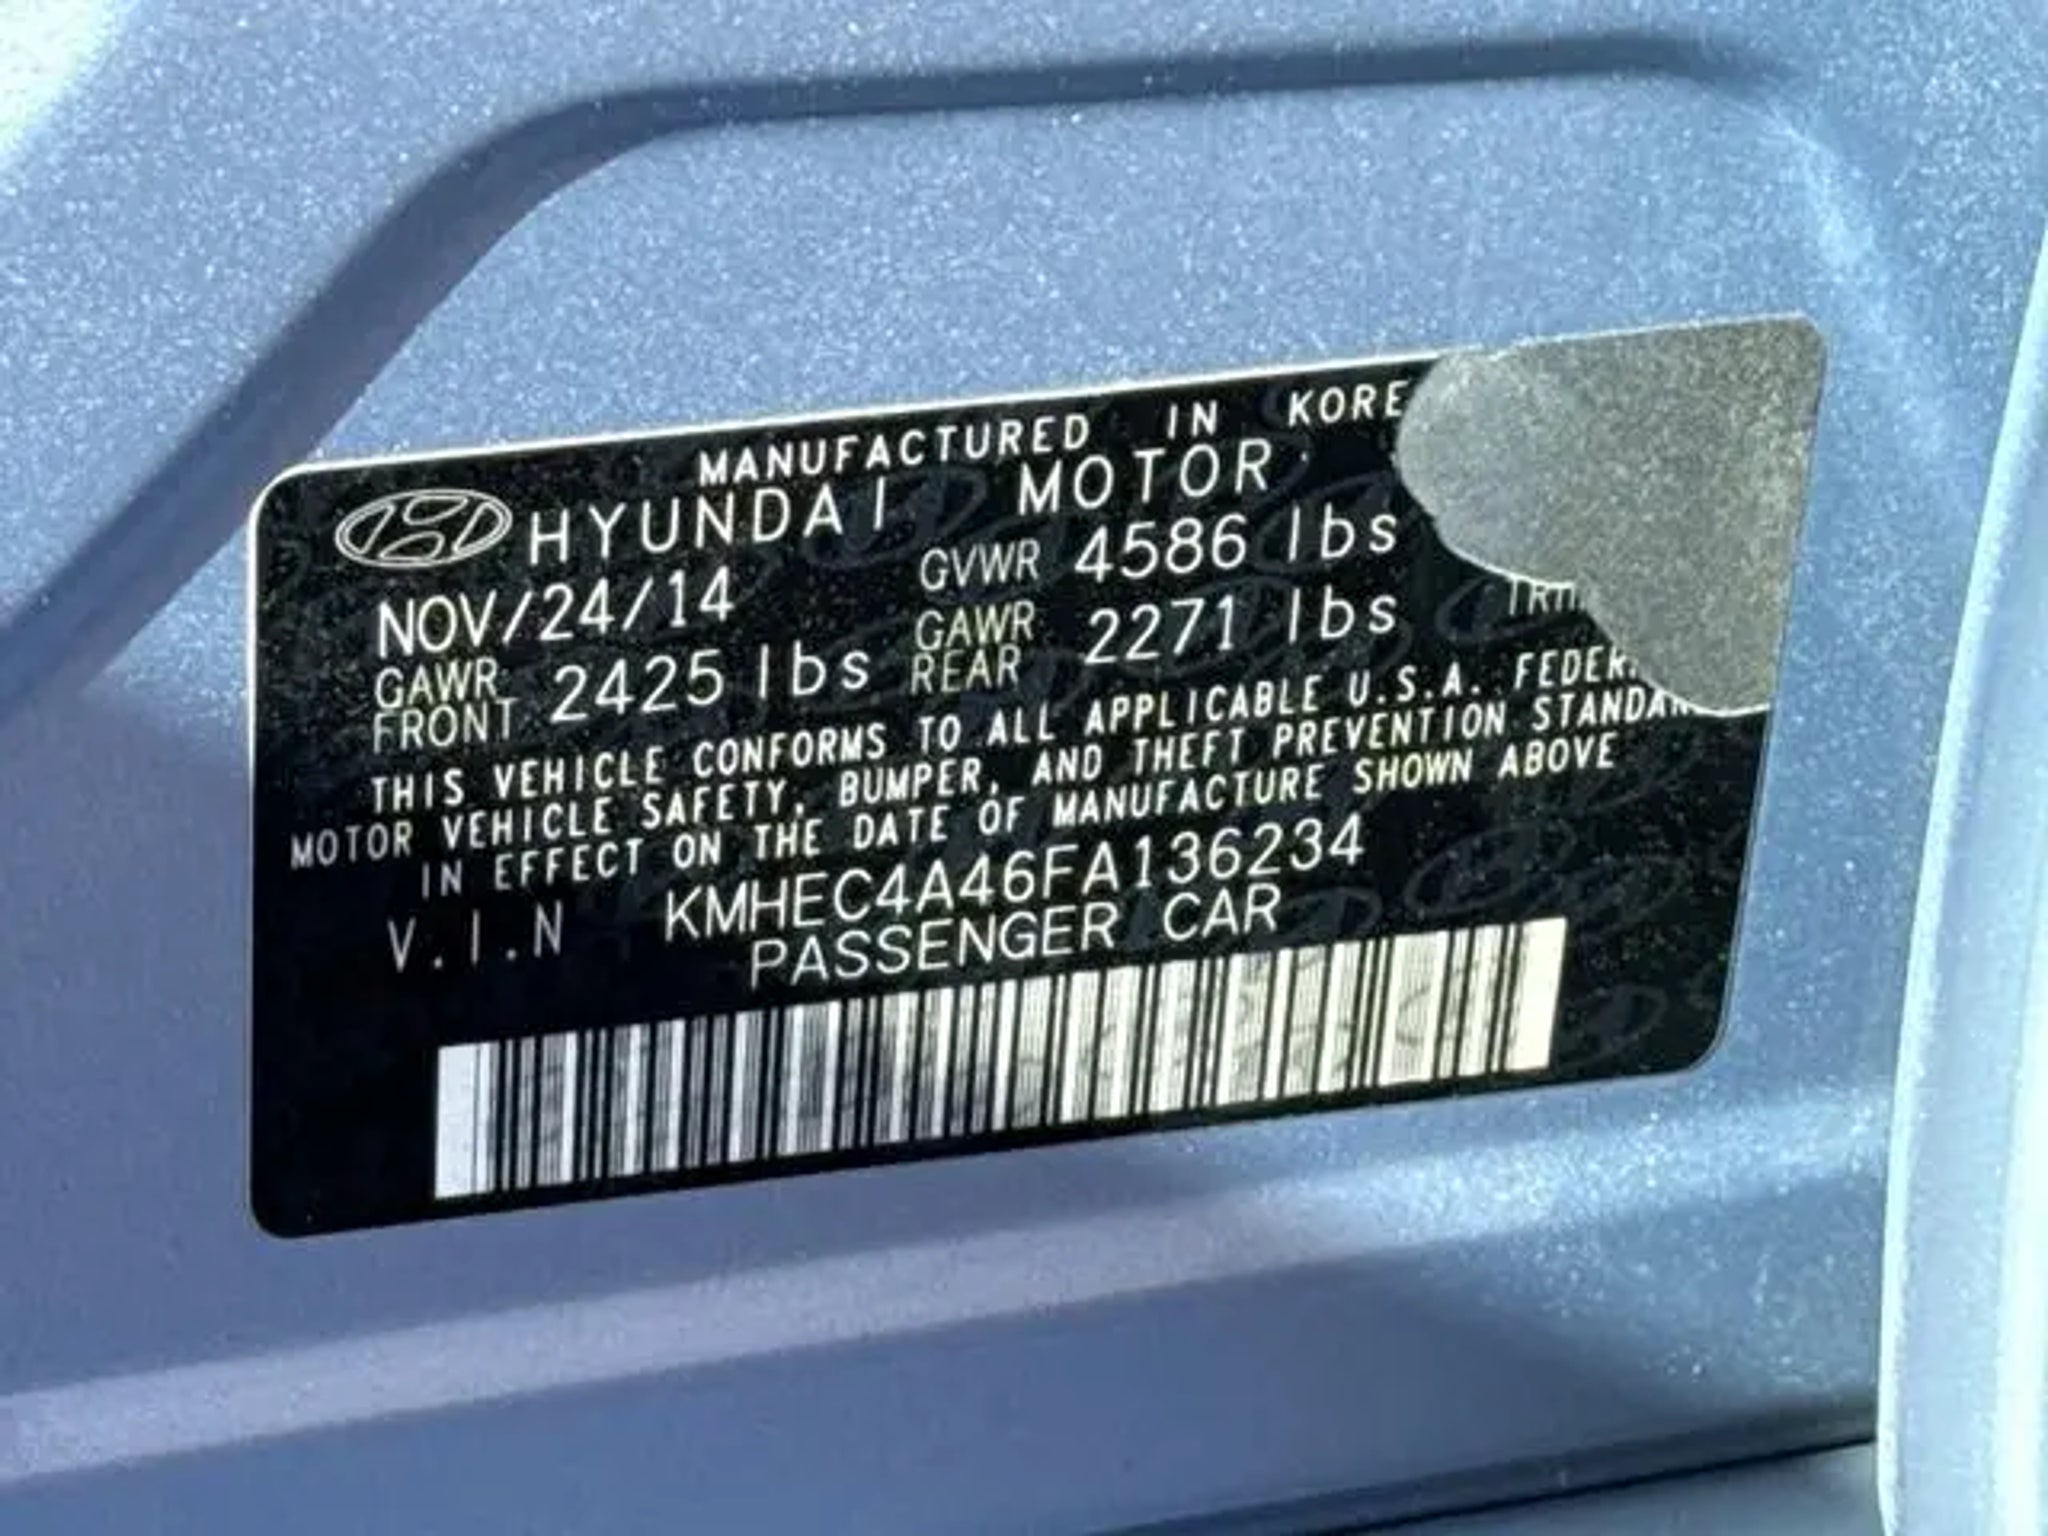 MANUFACTURED IN KORE
HYUNDAI MOTOR
NOV/24/14 GVWR 4586 lbs
GAWR FRONT 2425 lbs GAWR REAR 2271 lbs
THIS VEHICLE CONFORMS TO ALL APPLICABLE U.S.A. FEDER
MOTOR VEHICLE SAFETY, BUMPER, AND THEFT PREVENTION STANDA
IN EFFECT ON THE DATE OF MANUFACTURE SHOWN ABOVE
V.I.N KMHEC4A46FA136234
PASSENGER CAR